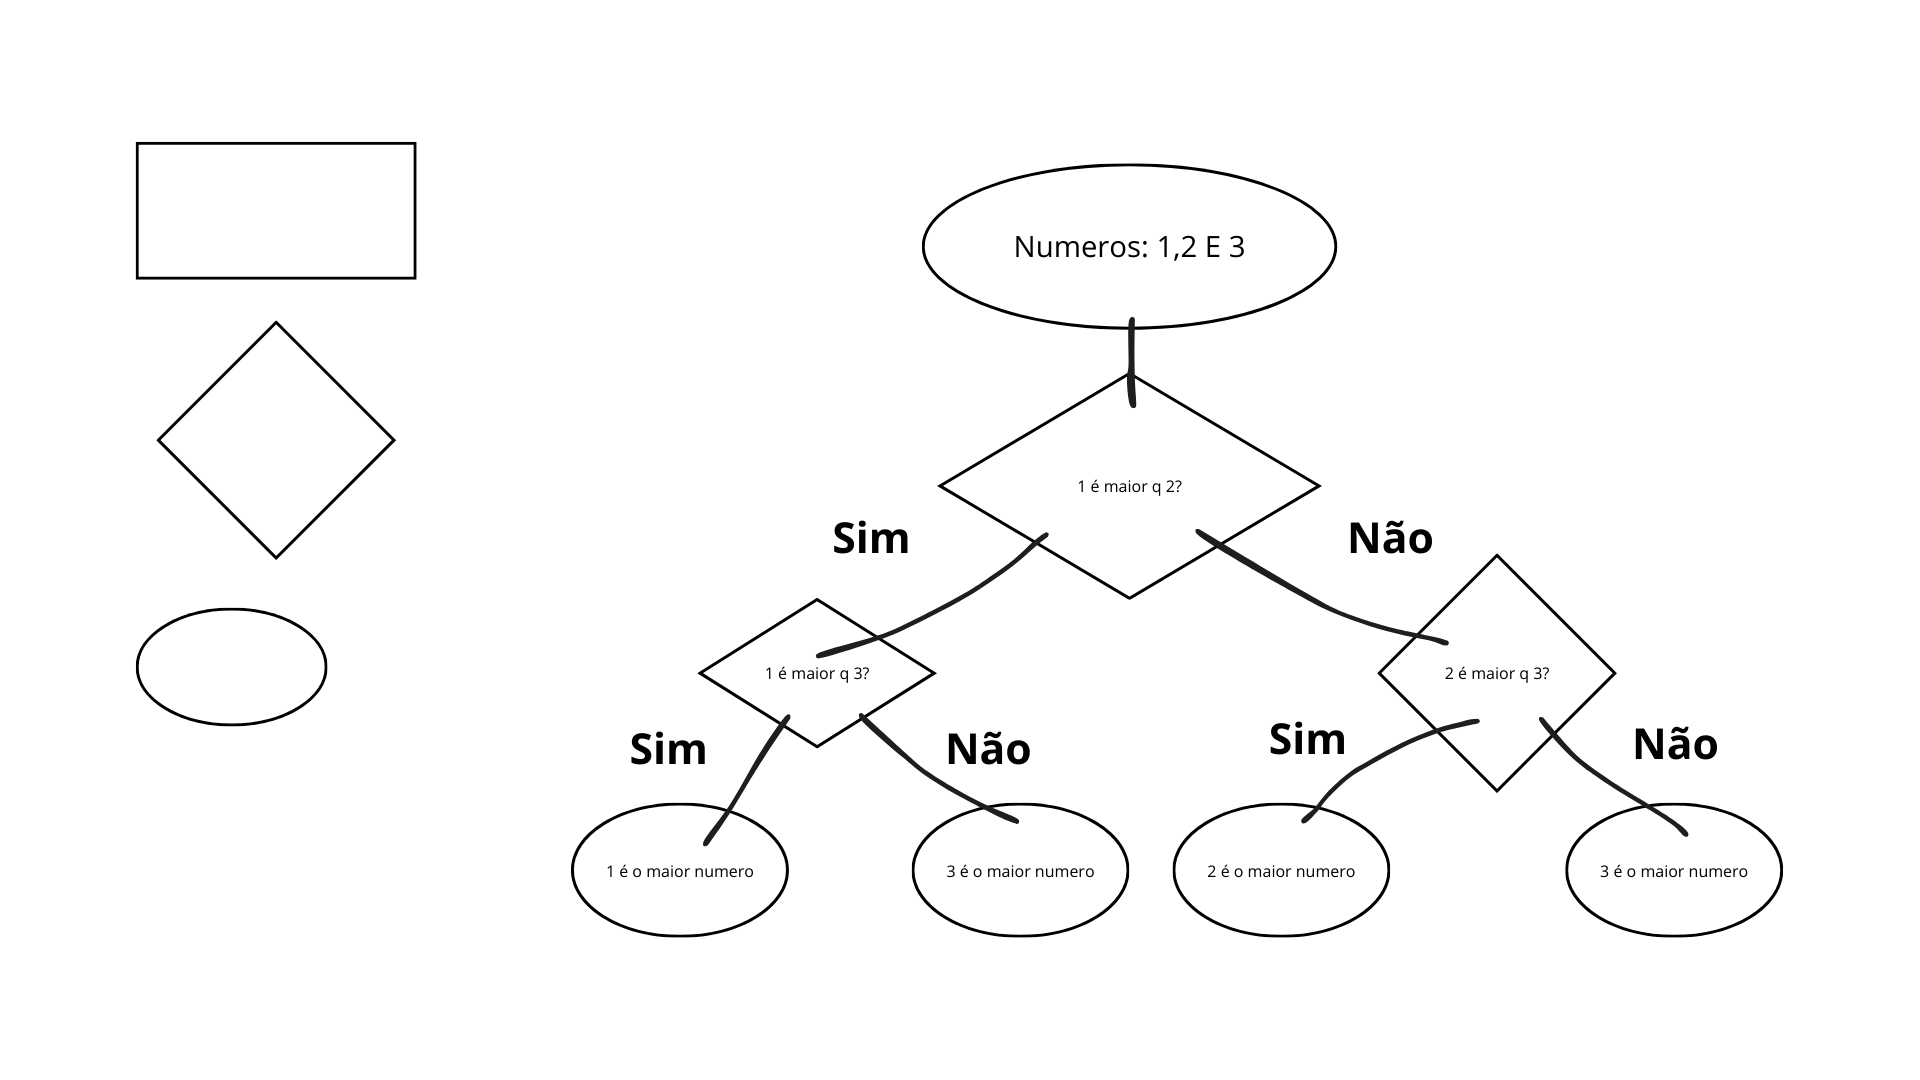 Numeros: 1,2 E 3
1 é maior q 2?
Sim
Não
1 é maior q 3?
2 é maior q 3?
Sim
Não
Sim
Não
1 é o maior numero
3 é o maior numero
2 é o maior numero
3 é o maior numero